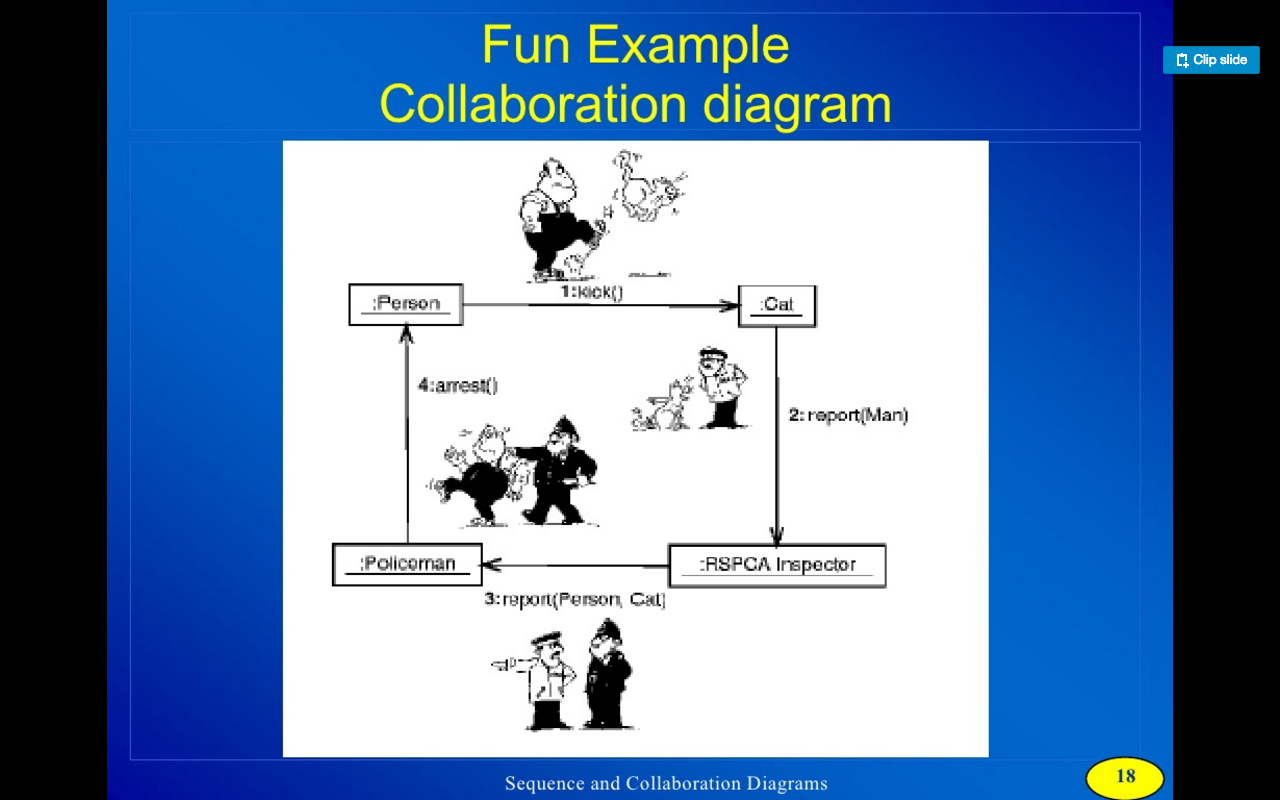 Fun Example
Collaboration diagram
Clip slide
1:kick()
:Person
:Cat
4:arrest()
2: report(Man)
:Policeman
:RSPCA Inspector
3:report(Person, Cat)
Sequence and Collaboration Diagrams
18